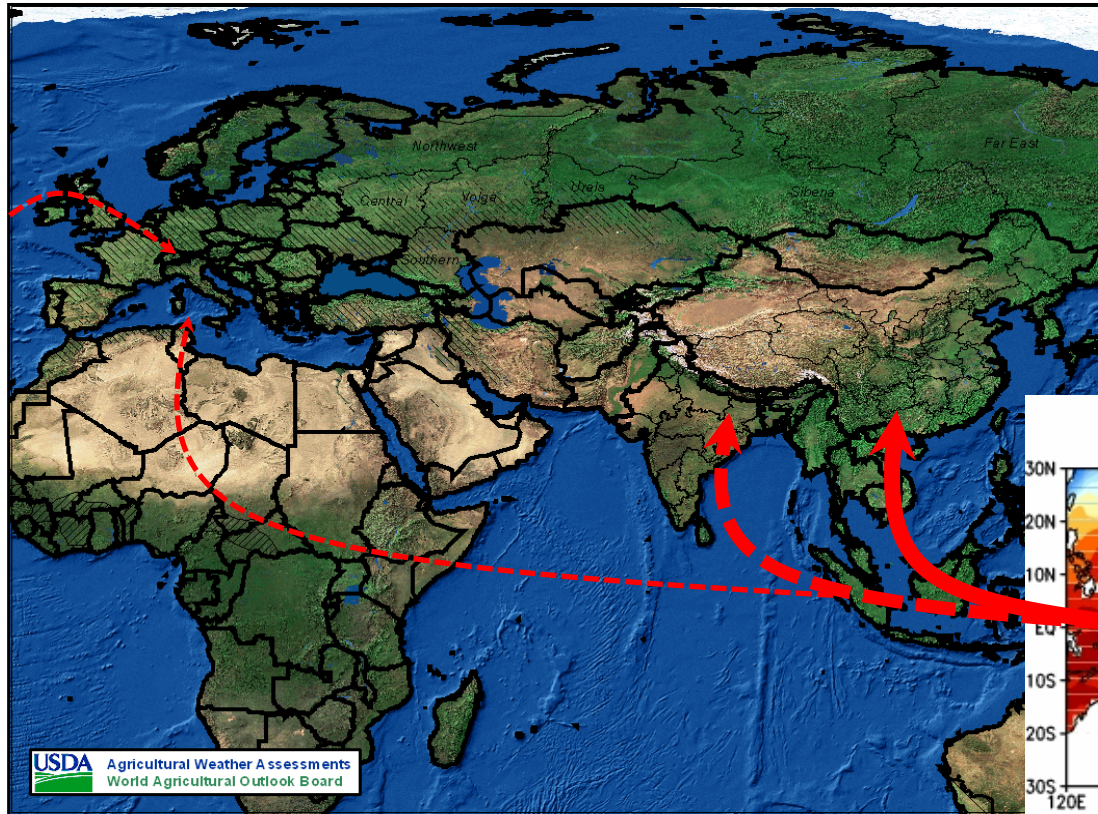 Northwest
Far East
Central
Volga
Urals
Siberia
Southern
30N
20N
10N
EQ
10S
20S
30S
120E
USDA
Agricultural Weather Assessments
World Agricultural Outlook Board